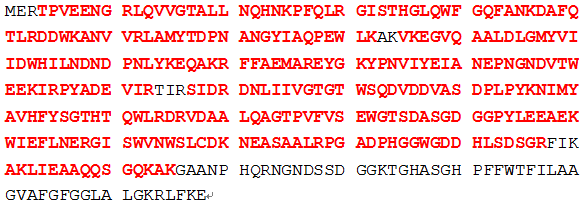 MERTPVEENG RLQVVGTALL NQHNKPFQLR GISTHGLQWF GQFANKDAFQ
TLRDDWKANV VRLAMYTDPN ANGYIAQPEW LKAKVKEGVQ AALDLGMYVI
IDWHILNDND PNLYKEQAKR FFAEMAREYG KYPNVIYEIA NEPNGNDVTW
EEKIRPYADE VIRTIRSIDR DNLIIVGTGT WSQDVDDVAS DPLPYKNIMY
AVHFYSGTHT QWLRDRVDAA LQAGTPVFVS EWGTSDASGD GGPYLEEAEK
WIEFLNERGI SWVNWSLCDK NEASAALRPG ADPHGGWGDD HLSDSGRFIK
AKLIEAAQQS GQKAKGAANP HQRNGNDSSD GGKTGHASGH PFFWTFILAA
GVAFGFGGLA LGKRLFKE↵